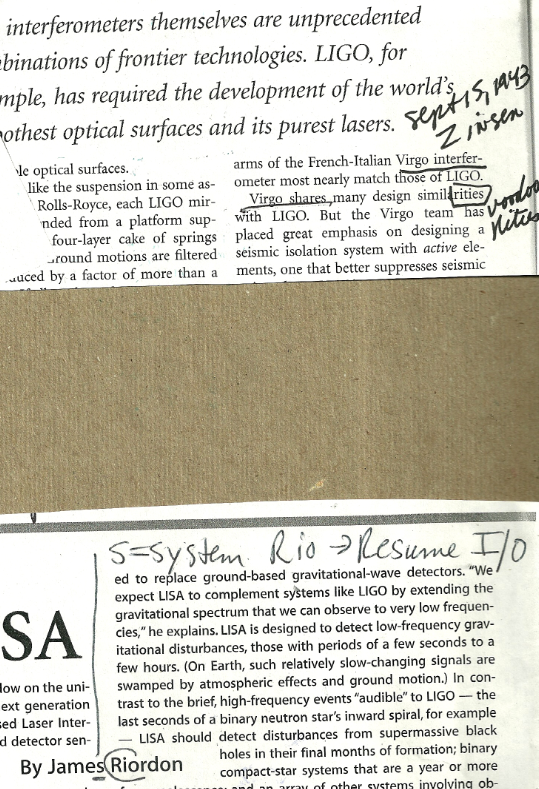 interferometers themselves are unprecedented
binations of frontier technologies. LIGO, for
mple, has required the development of the world's
oothest optical surfaces and its purest lasers.
Sept 15, 1943
le optical surfaces.
like the suspension in some as-
Rolls-Royce, each LIGO mir-
nded from a platform sup-
four-layer cake of springs
round motions are filtered
uced by a factor of more than a
arms of the French-Italian Virgo interfer-
ometer most nearly match those of LIGO.
Virgo shares many design similarities
with LIGO. But the Virgo team has
placed great emphasis on designing a
seismic isolation system with active ele-
ments, one that better suppresses seismic
voodoo
S=System Rio → Resume I/O
SA
low on the uni-
ext generation
sed Laser Inter-
d detector sen-
By James Riordon
ed to replace ground-based gravitational-wave detectors. "We
expect LISA to complement systems like LIGO by extending the
gravitational spectrum that we can observe to very low frequen-
cies," he explains. LISA is designed to detect low-frequency grav-
itational disturbances, those with periods of a few seconds to a
few hours. (On Earth, such relatively slow-changing signals are
swamped by atmospheric effects and ground motion.) In con-
trast to the brief, high-frequency events "audible" to LIGO — the
last seconds of a binary neutron star's inward spiral, for example
— LISA should detect disturbances from supermassive black
holes in their final months of formation; binary
compact-star systems that are a year or more
and an array of other systems involving ob-